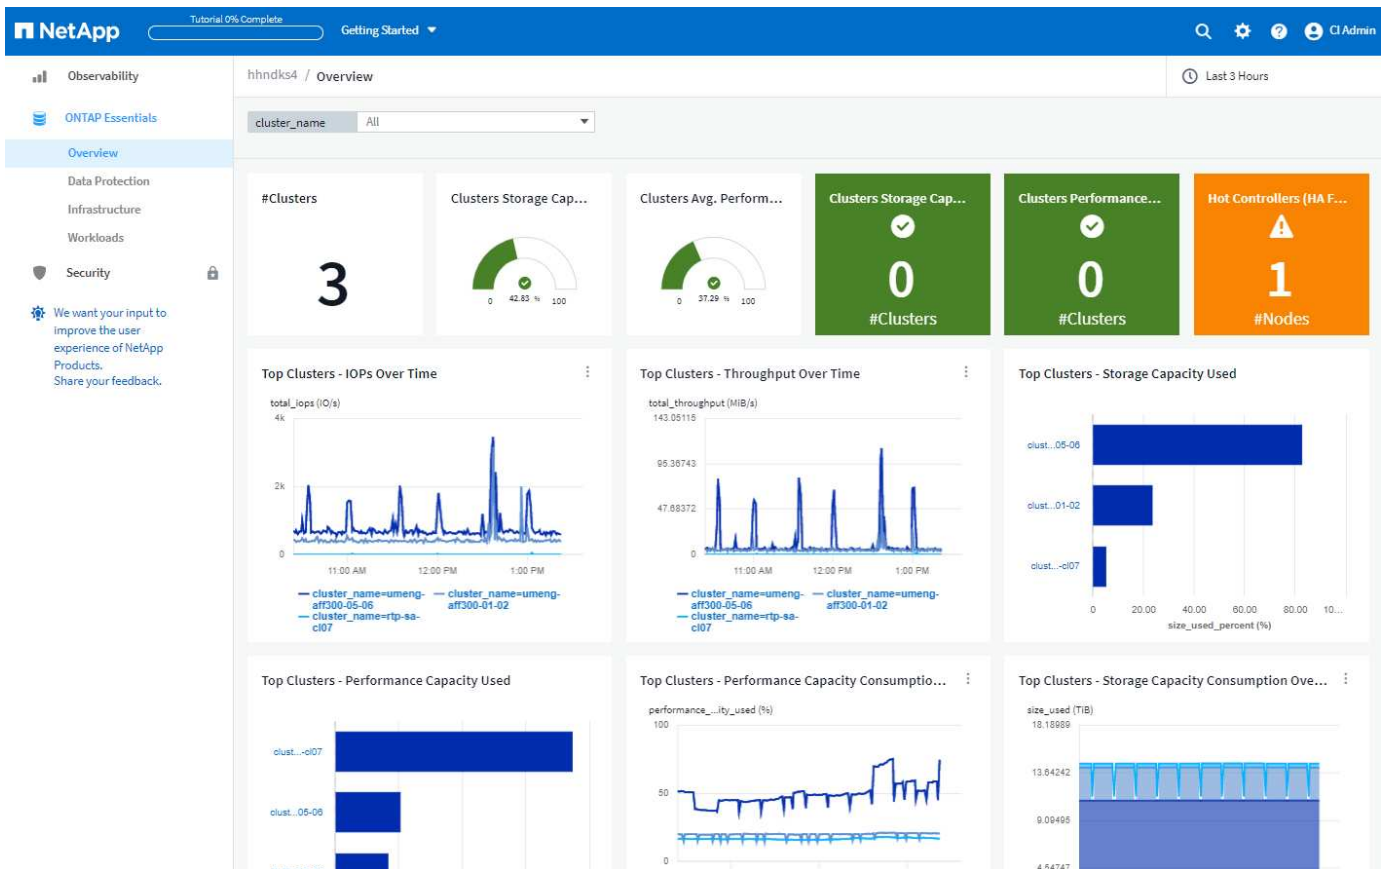 NetApp
Tutorial 0% Complete
Getting Started
CI Admin
Observability
ONTAP Essentials
Overview
Data Protection
Infrastructure
Workloads
Security
We want your input to
improve the user
experience of NetApp
Products.
Share your feedback.
hhndks4 / Overview
Last 3 Hours
cluster_name All
#Clusters
3
Clusters Storage Cap...
0 42.83 % 100
Clusters Avg. Perform...
0 37.29 % 100
Clusters Storage Cap...
0
#Clusters
Clusters Performance...
0
#Clusters
Hot Controllers (HA F...
1
#Nodes
Top Clusters - IOPs Over Time
total_iops (IO/s)
4k
2k
0
11:00 AM 12:00 PM 1:00 PM
cluster_name=umeng-
aff300-05-06
cluster_name=umeng-
aff300-01-02
cluster_name=rtp-sa-
cl07
Top Clusters - Throughput Over Time
total_throughput (MiB/s)
143.05115
95.36743
47.68372
0
11:00 AM 12:00 PM 1:00 PM
cluster_name=umeng-
aff300-05-06
cluster_name=umeng-
aff300-01-02
cluster_name=rtp-sa-
cl07
Top Clusters - Storage Capacity Used
clust...05-06
clust...01-02
clust...-cl07
0 20.00 40.00 60.00 80.00 10...
size_used_percent (%)
Top Clusters - Performance Capacity Used
clust...-cl07
clust...05-06
Top Clusters - Performance Capacity Consumptio...
performance_...ity_used (%)
100
50
0
Top Clusters - Storage Capacity Consumption Ove...
size_used (TiB)
18.18989
13.64242
9.09495
4.54747